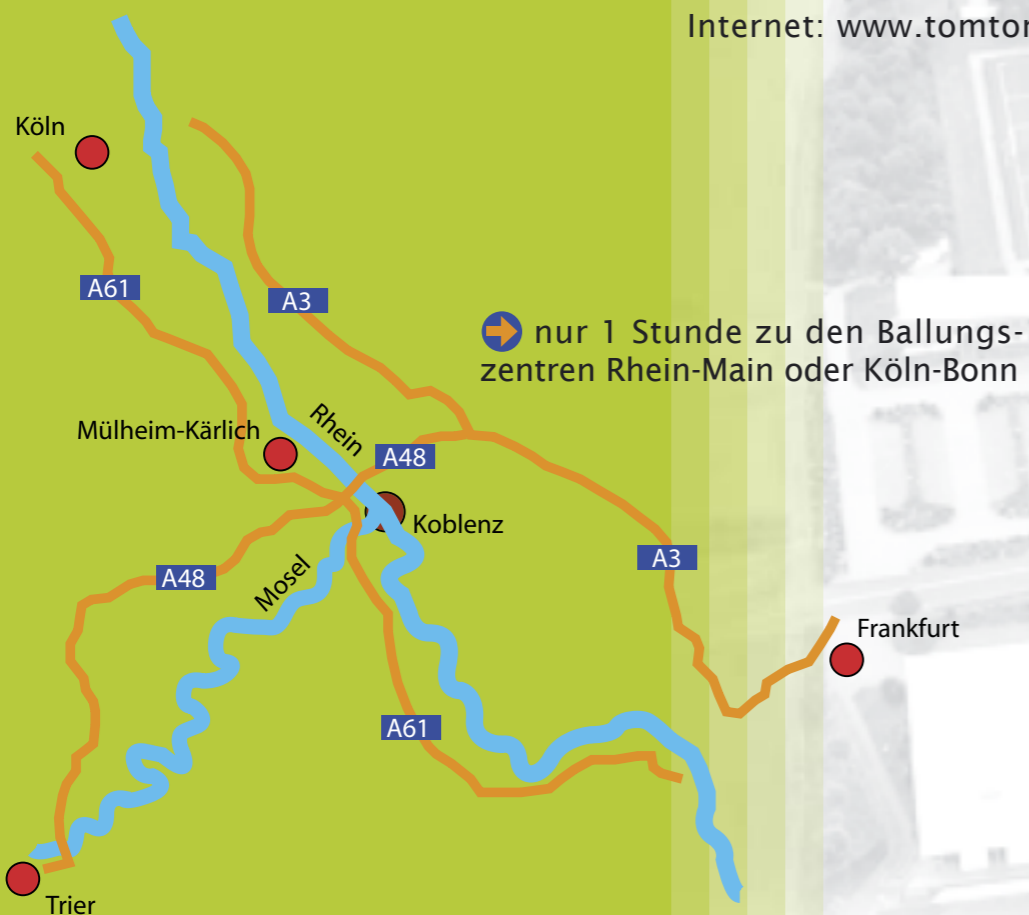 Internet: www.tomtor
Köln
A61
A3
nur 1 Stunde zu den Ballungs-
zentren Rhein-Main oder Köln-Bonn
Rhein
Mülheim-Kärlich
A48
Koblenz
A3
A48
Mosel
Frankfurt
A61
Trier